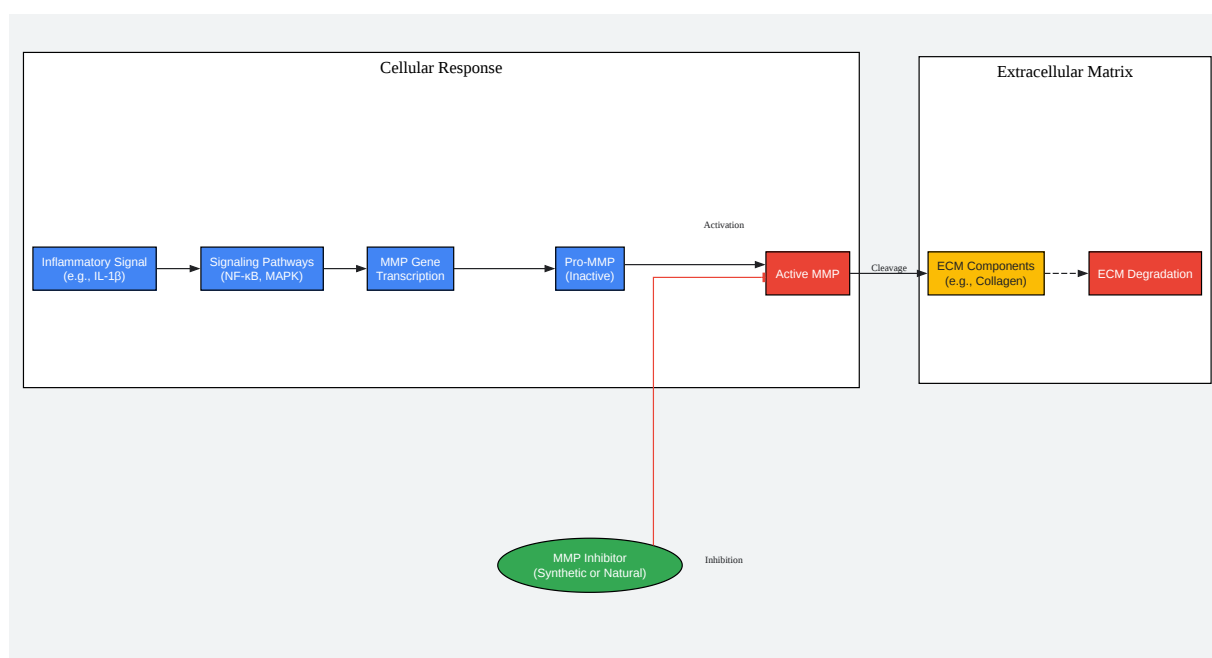 Cellular Response
Extracellular Matrix
Activation
Inflammatory Signal
(e.g., IL-1β)
Signaling Pathways
(NF-κB, MAPK)
MMP Gene
Transcription
Pro-MMP
(Inactive)
Active MMP
Cleavage
ECM Components
(e.g., Collagen)
ECM Degradation
MMP Inhibitor
(Synthetic or Natural)
Inhibition